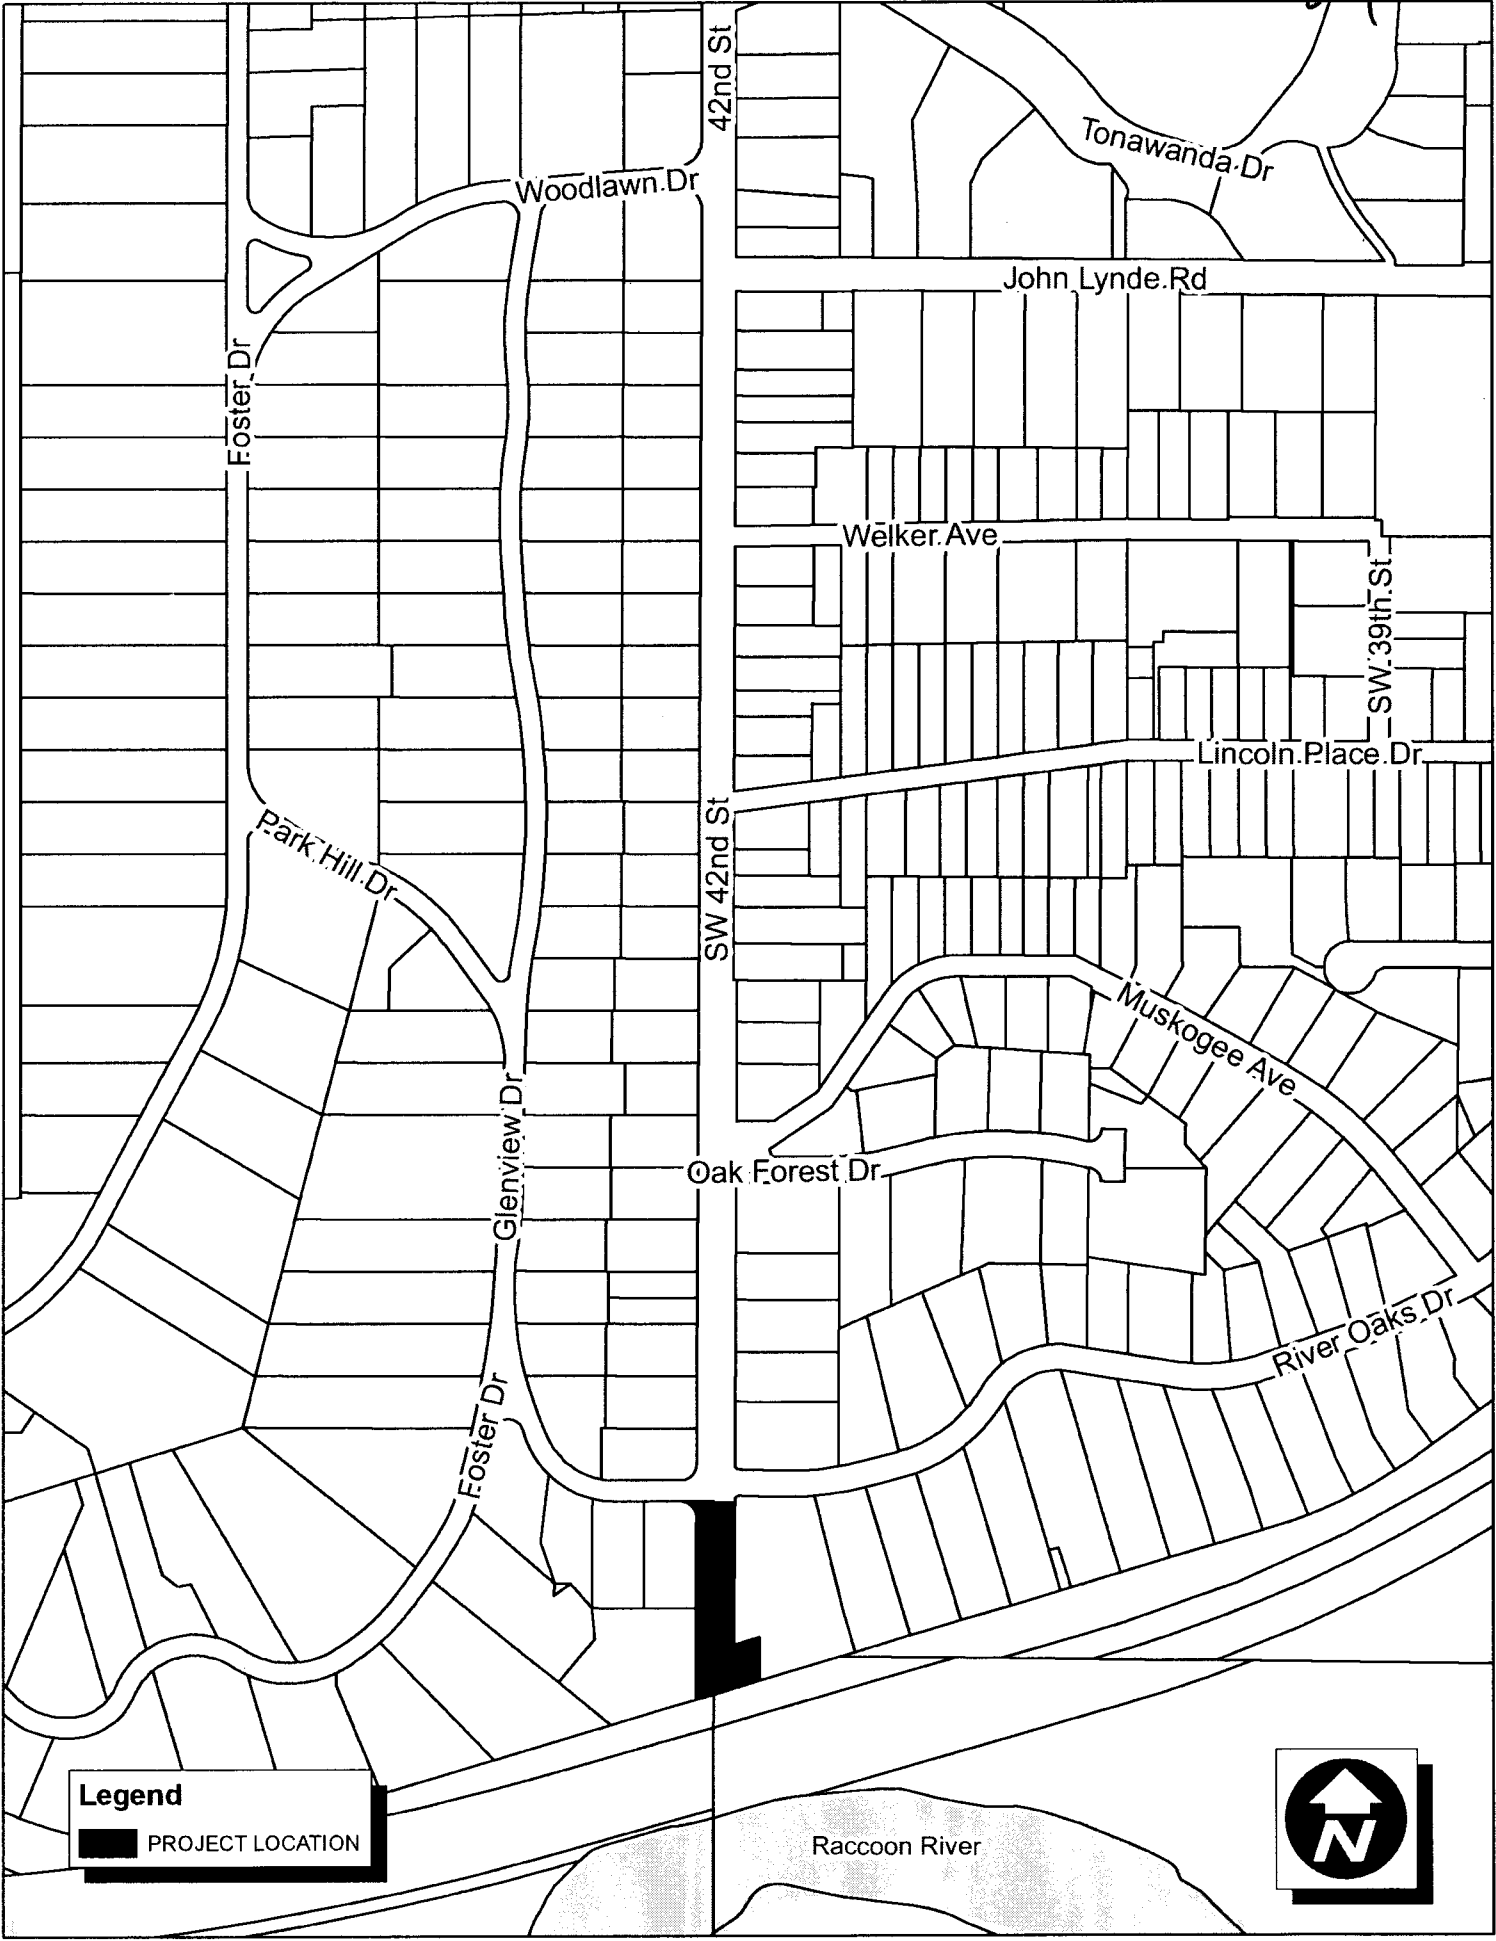 42nd St
Tonawanda Dr
Woodlawn Dr
John Lynde Rd
Foster Dr
Welker Ave
SW 39th St
Lincoln Place Dr
Park Hill Dr
SW 42nd St
Muskogee Ave
Glenview Dr
Oak Forest Dr
River Oaks Dr
Foster Dr
Legend
PROJECT LOCATION
Raccoon River
N